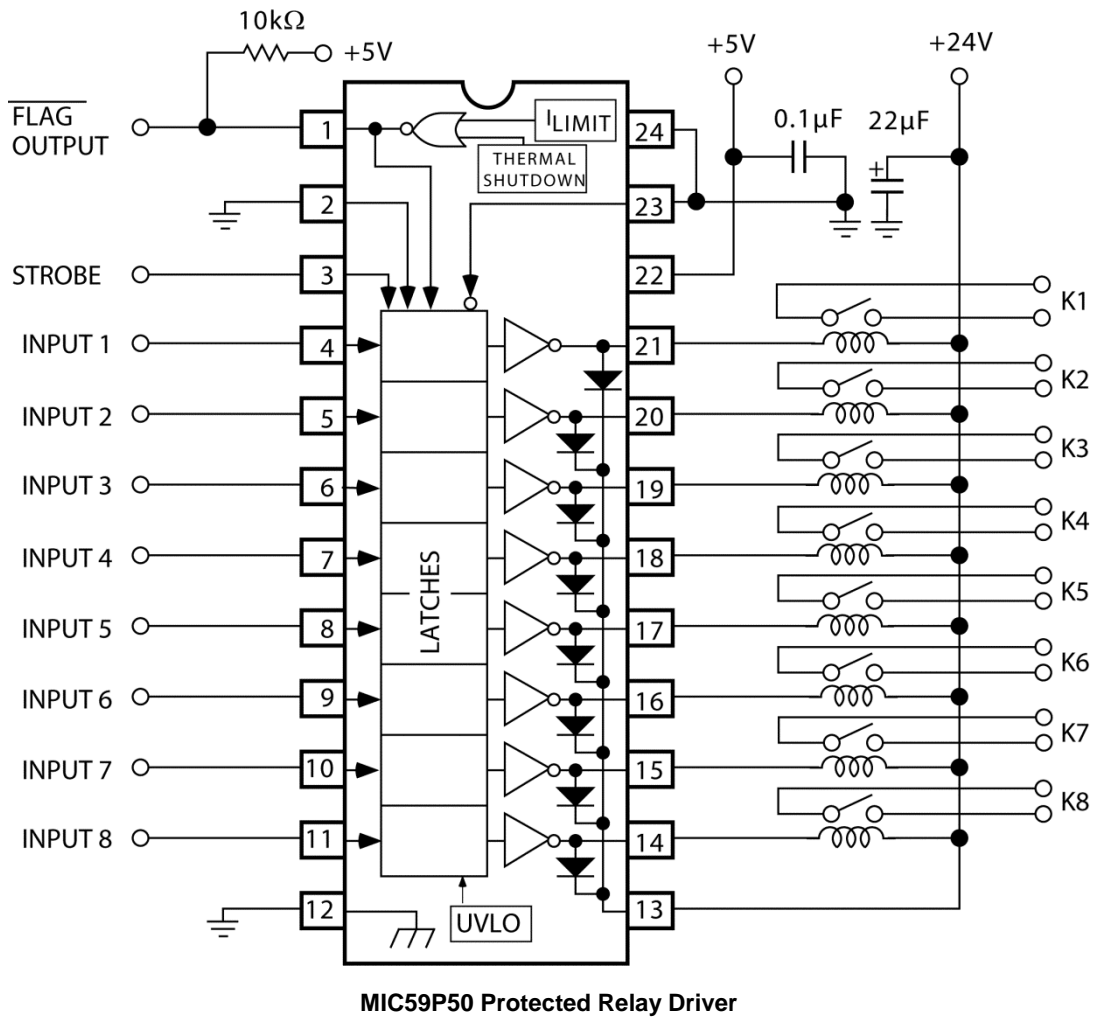 10kΩ
+5V
+5V
+24V
FLAG
OUTPUT
1
I LIMIT
24
0.1µF
22µF
+
THERMAL
SHUTDOWN
2
23
STROBE
3
22
K1
INPUT 1
4
21
K2
INPUT 2
5
20
K3
INPUT 3
6
19
K4
INPUT 4
7
18
LATCHES
K5
INPUT 5
8
17
K6
INPUT 6
9
16
K7
INPUT 7
10
15
K8
INPUT 8
11
14
12
UVLO
13
MIC59P50 Protected Relay Driver